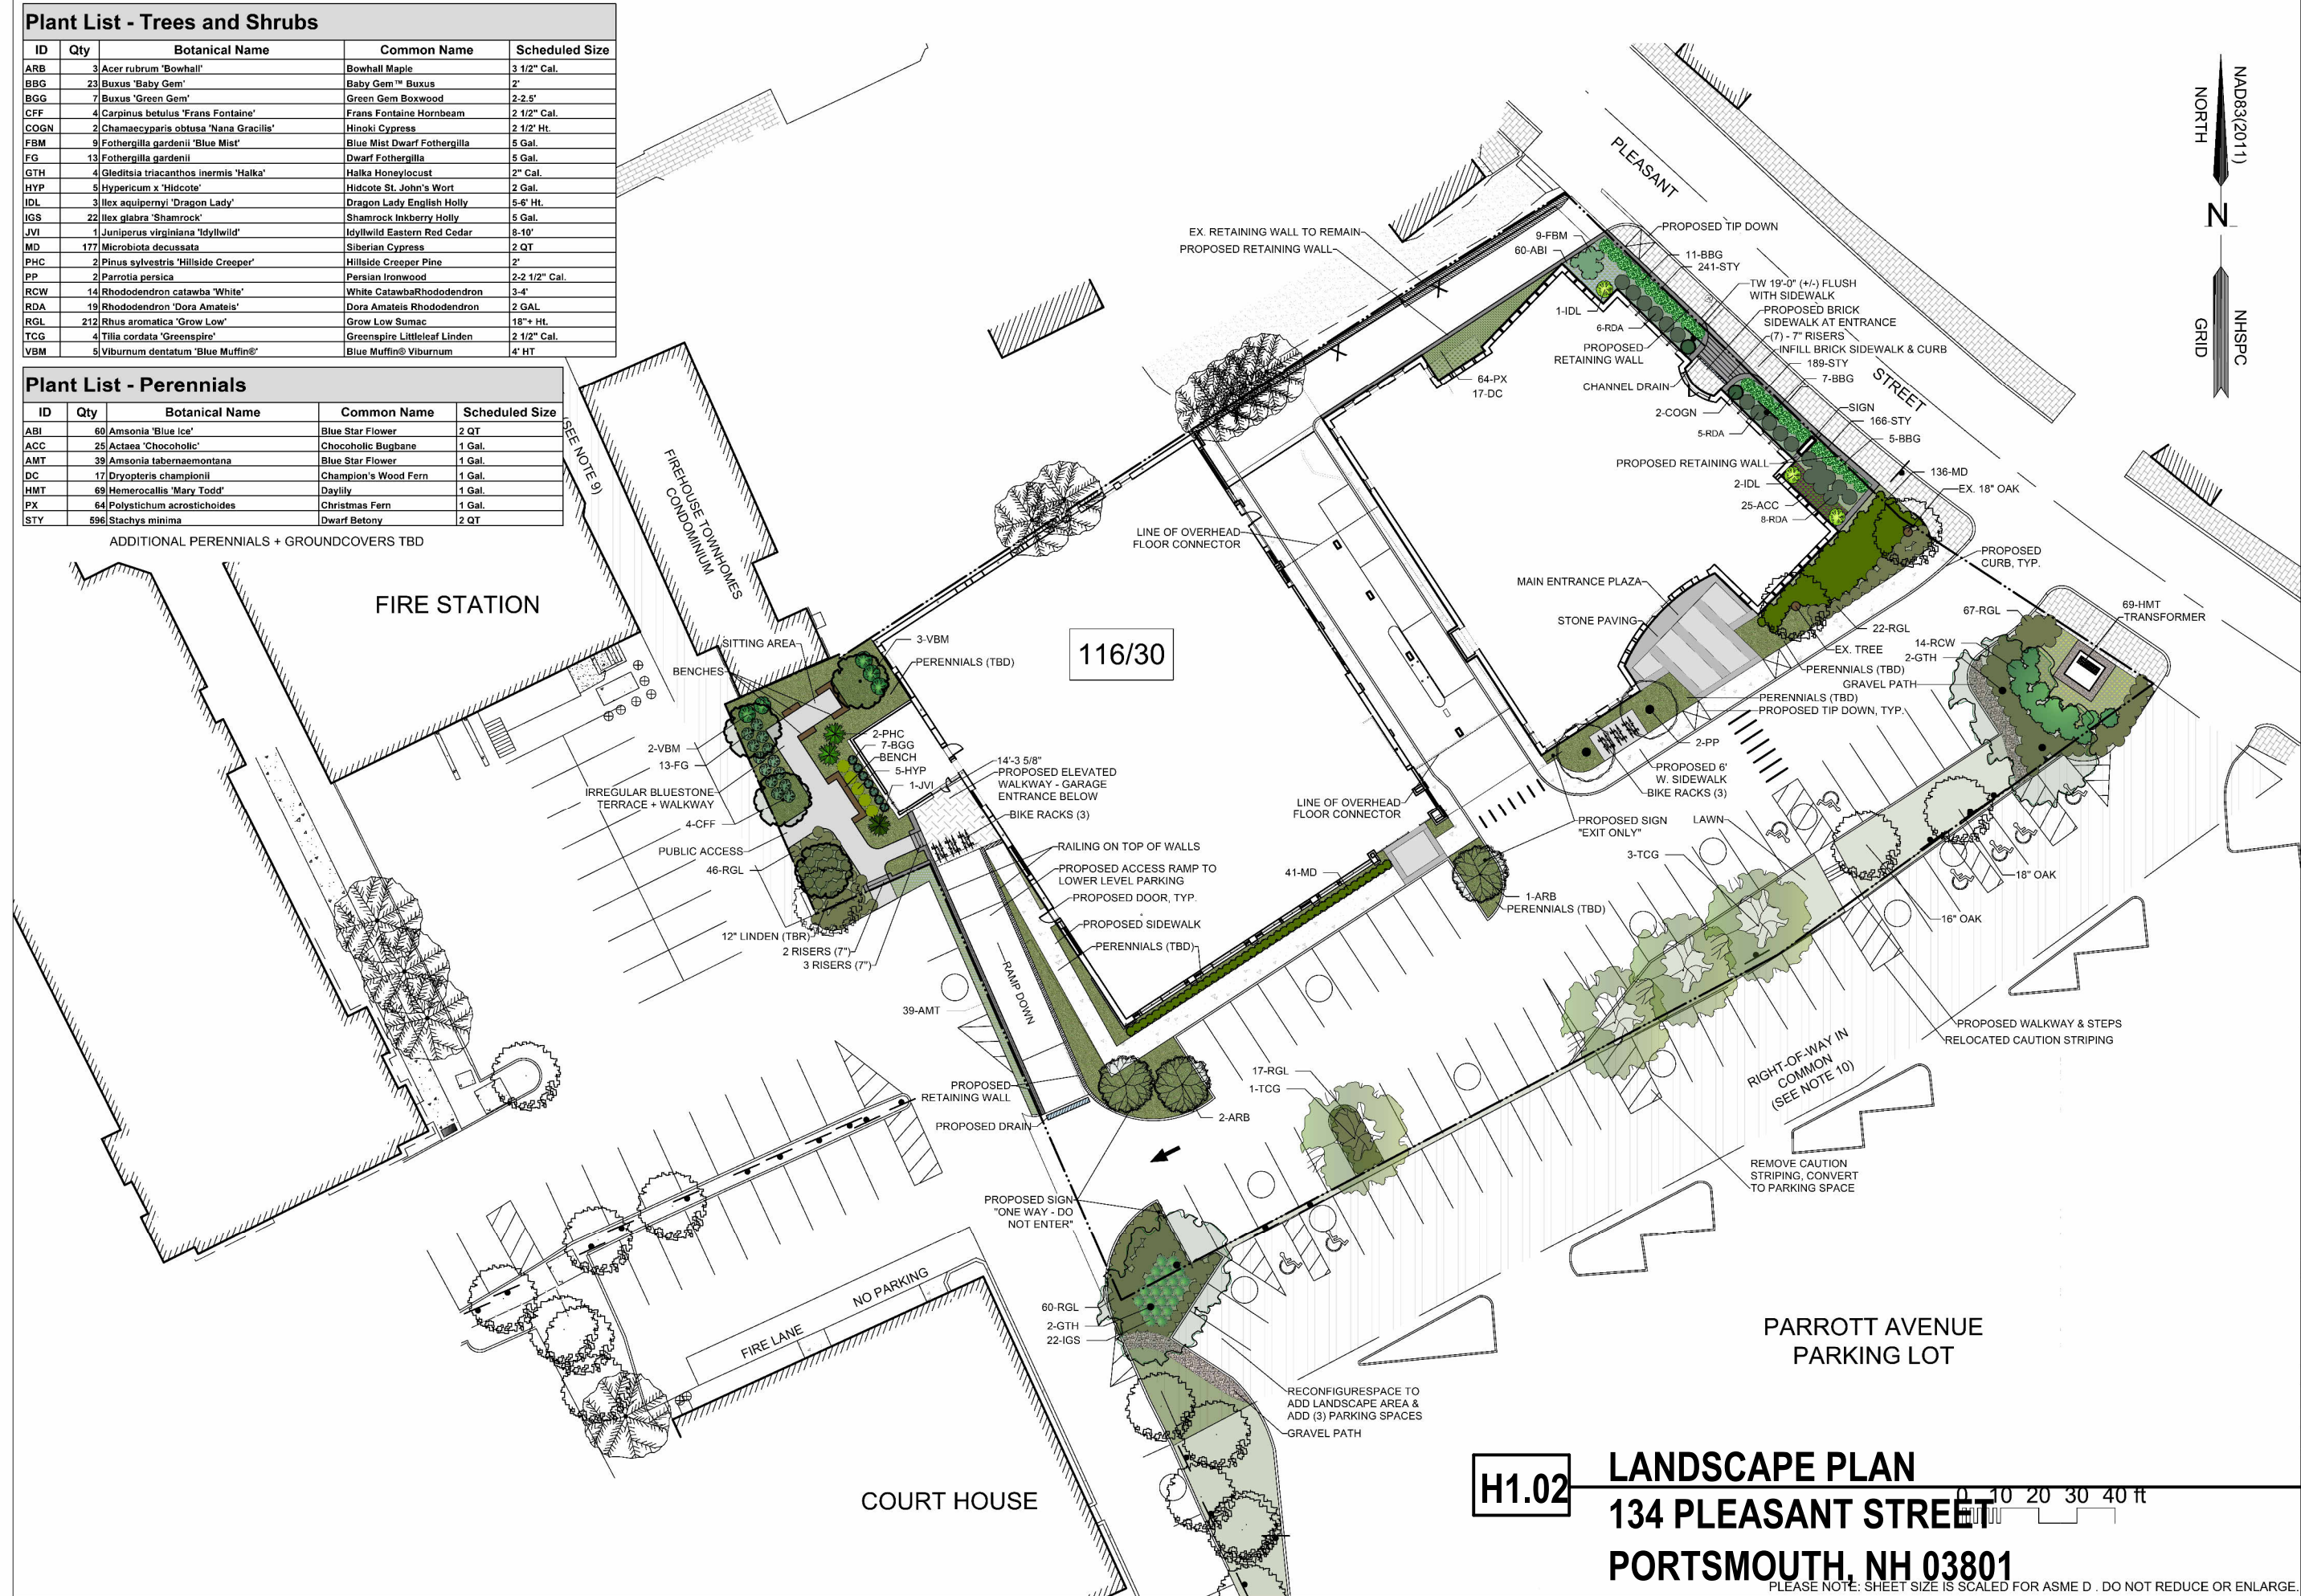 Plant List - Trees and Shrubs
ID Qty Botanical Name Common Name Scheduled Size
ARB 3 Acer rubrum 'Bowhall' Bowhall Maple 3 1/2" Cal.
BBG 23 Buxus 'Baby Gem' Baby Gem™ Buxus 2'
BGG 7 Buxus 'Green Gem' Green Gem Boxwood 2-2.5'
CFF 4 Carpinus betulus 'Frans Fontaine' Frans Fontaine Hornbeam 2 1/2" Cal.
COGN 2 Chamaecyparis obtusa 'Nana Gracilis' Hinoki Cypress 2 1/2' Ht.
FBM 9 Fothergilla gardenii 'Blue Mist' Blue Mist Dwarf Fothergilla 5 Gal.
FG 13 Fothergilla gardenii Dwarf Fothergilla 5 Gal.
GTH 4 Gleditsia triacanthos inermis 'Halka' Halka Honeylocust 2" Cal.
HYP 5 Hypericum x 'Hidcote' Hidcote St. John's Wort 2 Gal.
IDL 3 Ilex aquipernyi 'Dragon Lady' Dragon Lady English Holly 5-6' Ht.
IGS 22 Ilex glabra 'Shamrock' Shamrock Inkberry Holly 5 Gal.
JVI 1 Juniperus virginiana 'Idyllwild' Idyllwild Eastern Red Cedar 8-10'
MD 177 Microbiota decussata Siberian Cypress 2 QT
PHC 2 Pinus sylvestris 'Hillside Creeper' Hillside Creeper Pine 2'
PP 2 Parrotia persica Persian Ironwood 2-2 1/2" Cal.
RCW 14 Rhododendron catawba 'White' White CatawbaRhododendron 3-4'
RDA 19 Rhododendron 'Dora Amateis' Dora Amateis Rhododendron 2 GAL
RGL 212 Rhus aromatica 'Grow Low' Grow Low Sumac 18"+ Ht.
TCG 4 Tilia cordata 'Greenspire' Greenspire Littleleaf Linden 2 1/2" Cal.
VBM 5 Viburnum dentatum 'Blue Muffin®' Blue Muffin® Viburnum 4' HT
Plant List - Perennials
ID Qty Botanical Name Common Name Scheduled Size
ABI 60 Amsonia 'Blue Ice' Blue Star Flower 2 QT
ACC 25 Actaea 'Chocoholic' Chocoholic Bugbane 1 Gal.
AMT 39 Amsonia tabernaemontana Blue Star Flower 1 Gal.
DC 17 Dryopteris championii Champion's Wood Fern 1 Gal.
HMT 69 Hemerocallis 'Mary Todd' Daylily 1 Gal.
PX 64 Polystichum acrostichoides Christmas Fern 1 Gal.
STY 596 Stachys minima Dwarf Betony 2 QT
ADDITIONAL PERENNIALS + GROUNDCOVERS TBD
(SEE NOTE 9)
FIREHOUSE TOWNHOMES
CONDOMINIUM
FIRE STATION
NORTH
NAD83(2011)
N
GRID
NHSPC
PLEASANT
STREET
EX. RETAINING WALL TO REMAIN
PROPOSED RETAINING WALL
9-FBM
60-ABI
PROPOSED TIP DOWN
11-BBG
241-STY
TW 19'-0" (+/-) FLUSH
WITH SIDEWALK
PROPOSED BRICK
SIDEWALK AT ENTRANCE
(7) - 7" RISERS
INFILL BRICK SIDEWALK & CURB
189-STY
7-BBG
1-IDL
6-RDA
PROPOSED
RETAINING WALL
CHANNEL DRAIN
64-PX
17-DC
2-COGN
5-RDA
SIGN
166-STY
5-BBG
PROPOSED RETAINING WALL
2-IDL
25-ACC
8-RDA
136-MD
EX. 18" OAK
LINE OF OVERHEAD
FLOOR CONNECTOR
PROPOSED
CURB, TYP.
MAIN ENTRANCE PLAZA
STONE PAVING
67-RGL
69-HMT
TRANSFORMER
22-RGL
14-RCW
2-GTH
EX. TREE
PERENNIALS (TBD)
GRAVEL PATH
PERENNIALS (TBD)
PROPOSED TIP DOWN, TYP.
116/30
SITTING AREA
BENCHES
3-VBM
PERENNIALS (TBD)
2-PHC
7-BGG
BENCH
5-HYP
1-JVI
2-VBM
13-FG
IRREGULAR BLUESTONE
TERRACE + WALKWAY
4-CFF
PUBLIC ACCESS
46-RGL
14'-3 5/8"
PROPOSED ELEVATED
WALKWAY - GARAGE
ENTRANCE BELOW
BIKE RACKS (3)
RAILING ON TOP OF WALLS
PROPOSED ACCESS RAMP TO
LOWER LEVEL PARKING
PROPOSED DOOR, TYP.
PROPOSED SIDEWALK
PERENNIALS (TBD)
12" LINDEN (TBR)
2 RISERS (7")
3 RISERS (7")
2-PP
PROPOSED 6'
W. SIDEWALK
BIKE RACKS (3)
LINE OF OVERHEAD
FLOOR CONNECTOR
PROPOSED SIGN
"EXIT ONLY"
LAWN
3-TCG
41-MD
1-ARB
PERENNIALS (TBD)
18" OAK
16" OAK
RAMP DOWN
39-AMT
PROPOSED WALKWAY & STEPS
RELOCATED CAUTION STRIPING
RIGHT-OF-WAY IN
COMMON
(SEE NOTE 10)
PROPOSED
RETAINING WALL
PROPOSED DRAIN
17-RGL
1-TCG
2-ARB
REMOVE CAUTION
STRIPING, CONVERT
TO PARKING SPACE
PROPOSED SIGN
"ONE WAY - DO
NOT ENTER"
NO PARKING
FIRE LANE
60-RGL
2-GTH
22-IGS
RECONFIGURESPACE TO
ADD LANDSCAPE AREA &
ADD (3) PARKING SPACES
GRAVEL PATH
PARROTT AVENUE
PARKING LOT
COURT HOUSE
H1.02
LANDSCAPE PLAN
0 10 20 30 40 ft
134 PLEASANT STREET
PORTSMOUTH, NH 03801
PLEASE NOTE: SHEET SIZE IS SCALED FOR ASME D . DO NOT REDUCE OR ENLARGE.